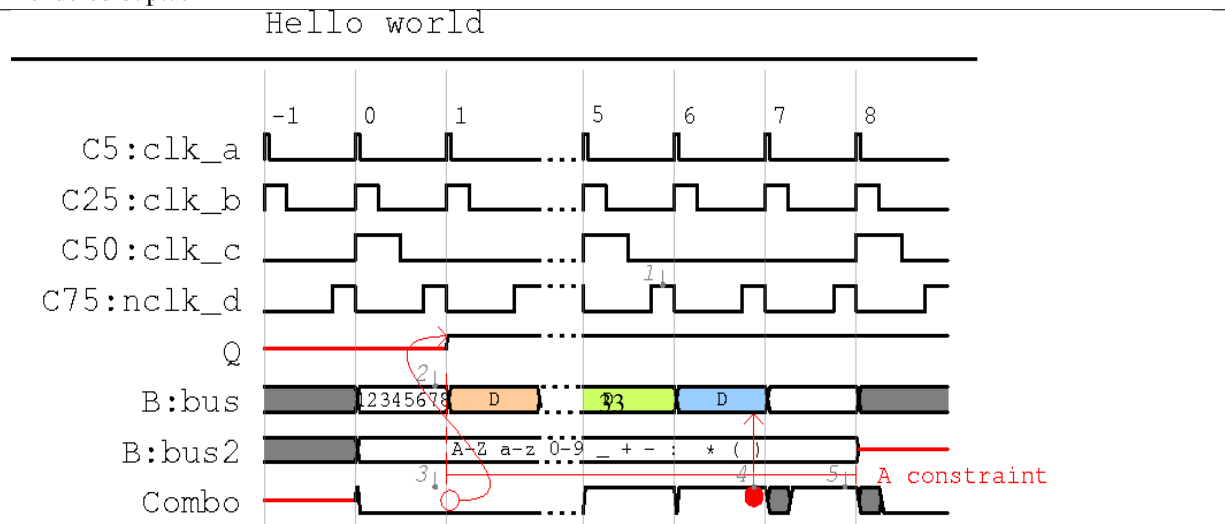 Hello world
-1 0 1 5 6 7 8
C5:clk_a
C25:clk_b
C50:clk_c
1
C75:nclk_d
Q
2
B:bus 12345678 D D
B:bus2 A-Z a-z 0-9 _ + - : * ( )
3 4 5 A constraint
Combo